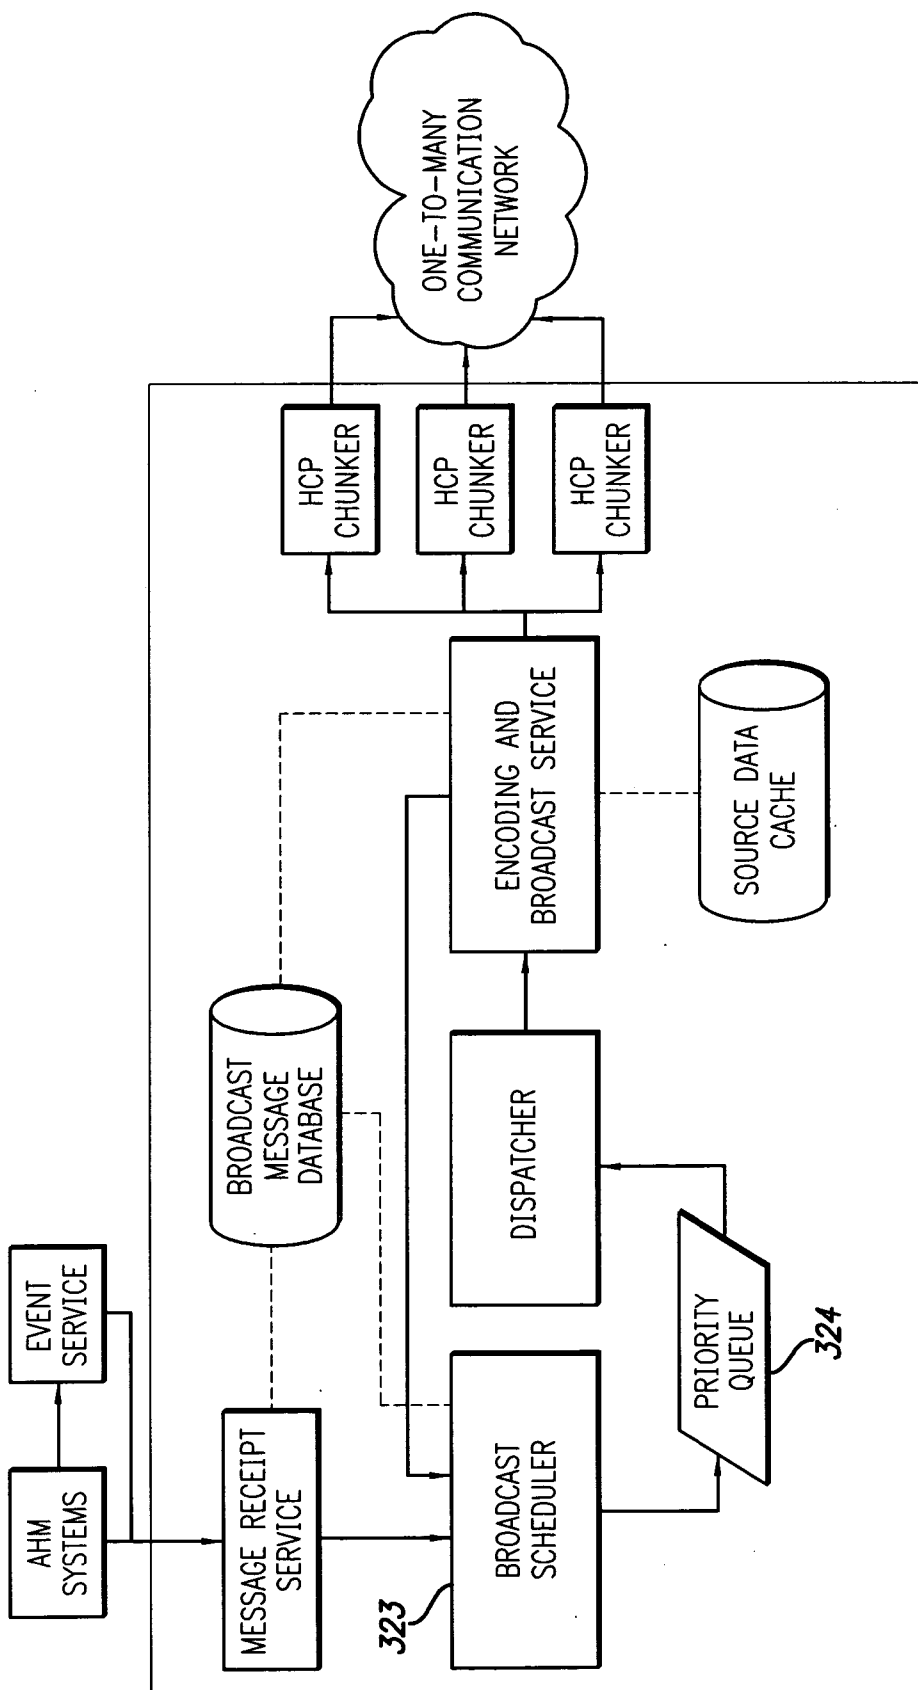 AHM
SYSTEMS
EVENT
SERVICE
MESSAGE RECEIPT
SERVICE
BROADCAST
MESSAGE
DATABASE
323
BROADCAST
SCHEDULER
PRIORITY
QUEUE
324
DISPATCHER
ENCODING AND
BROADCAST SERVICE
SOURCE DATA
CACHE
HCP
CHUNKER
HCP
CHUNKER
HCP
CHUNKER
ONE-TO-MANY
COMMUNICATION
NETWORK